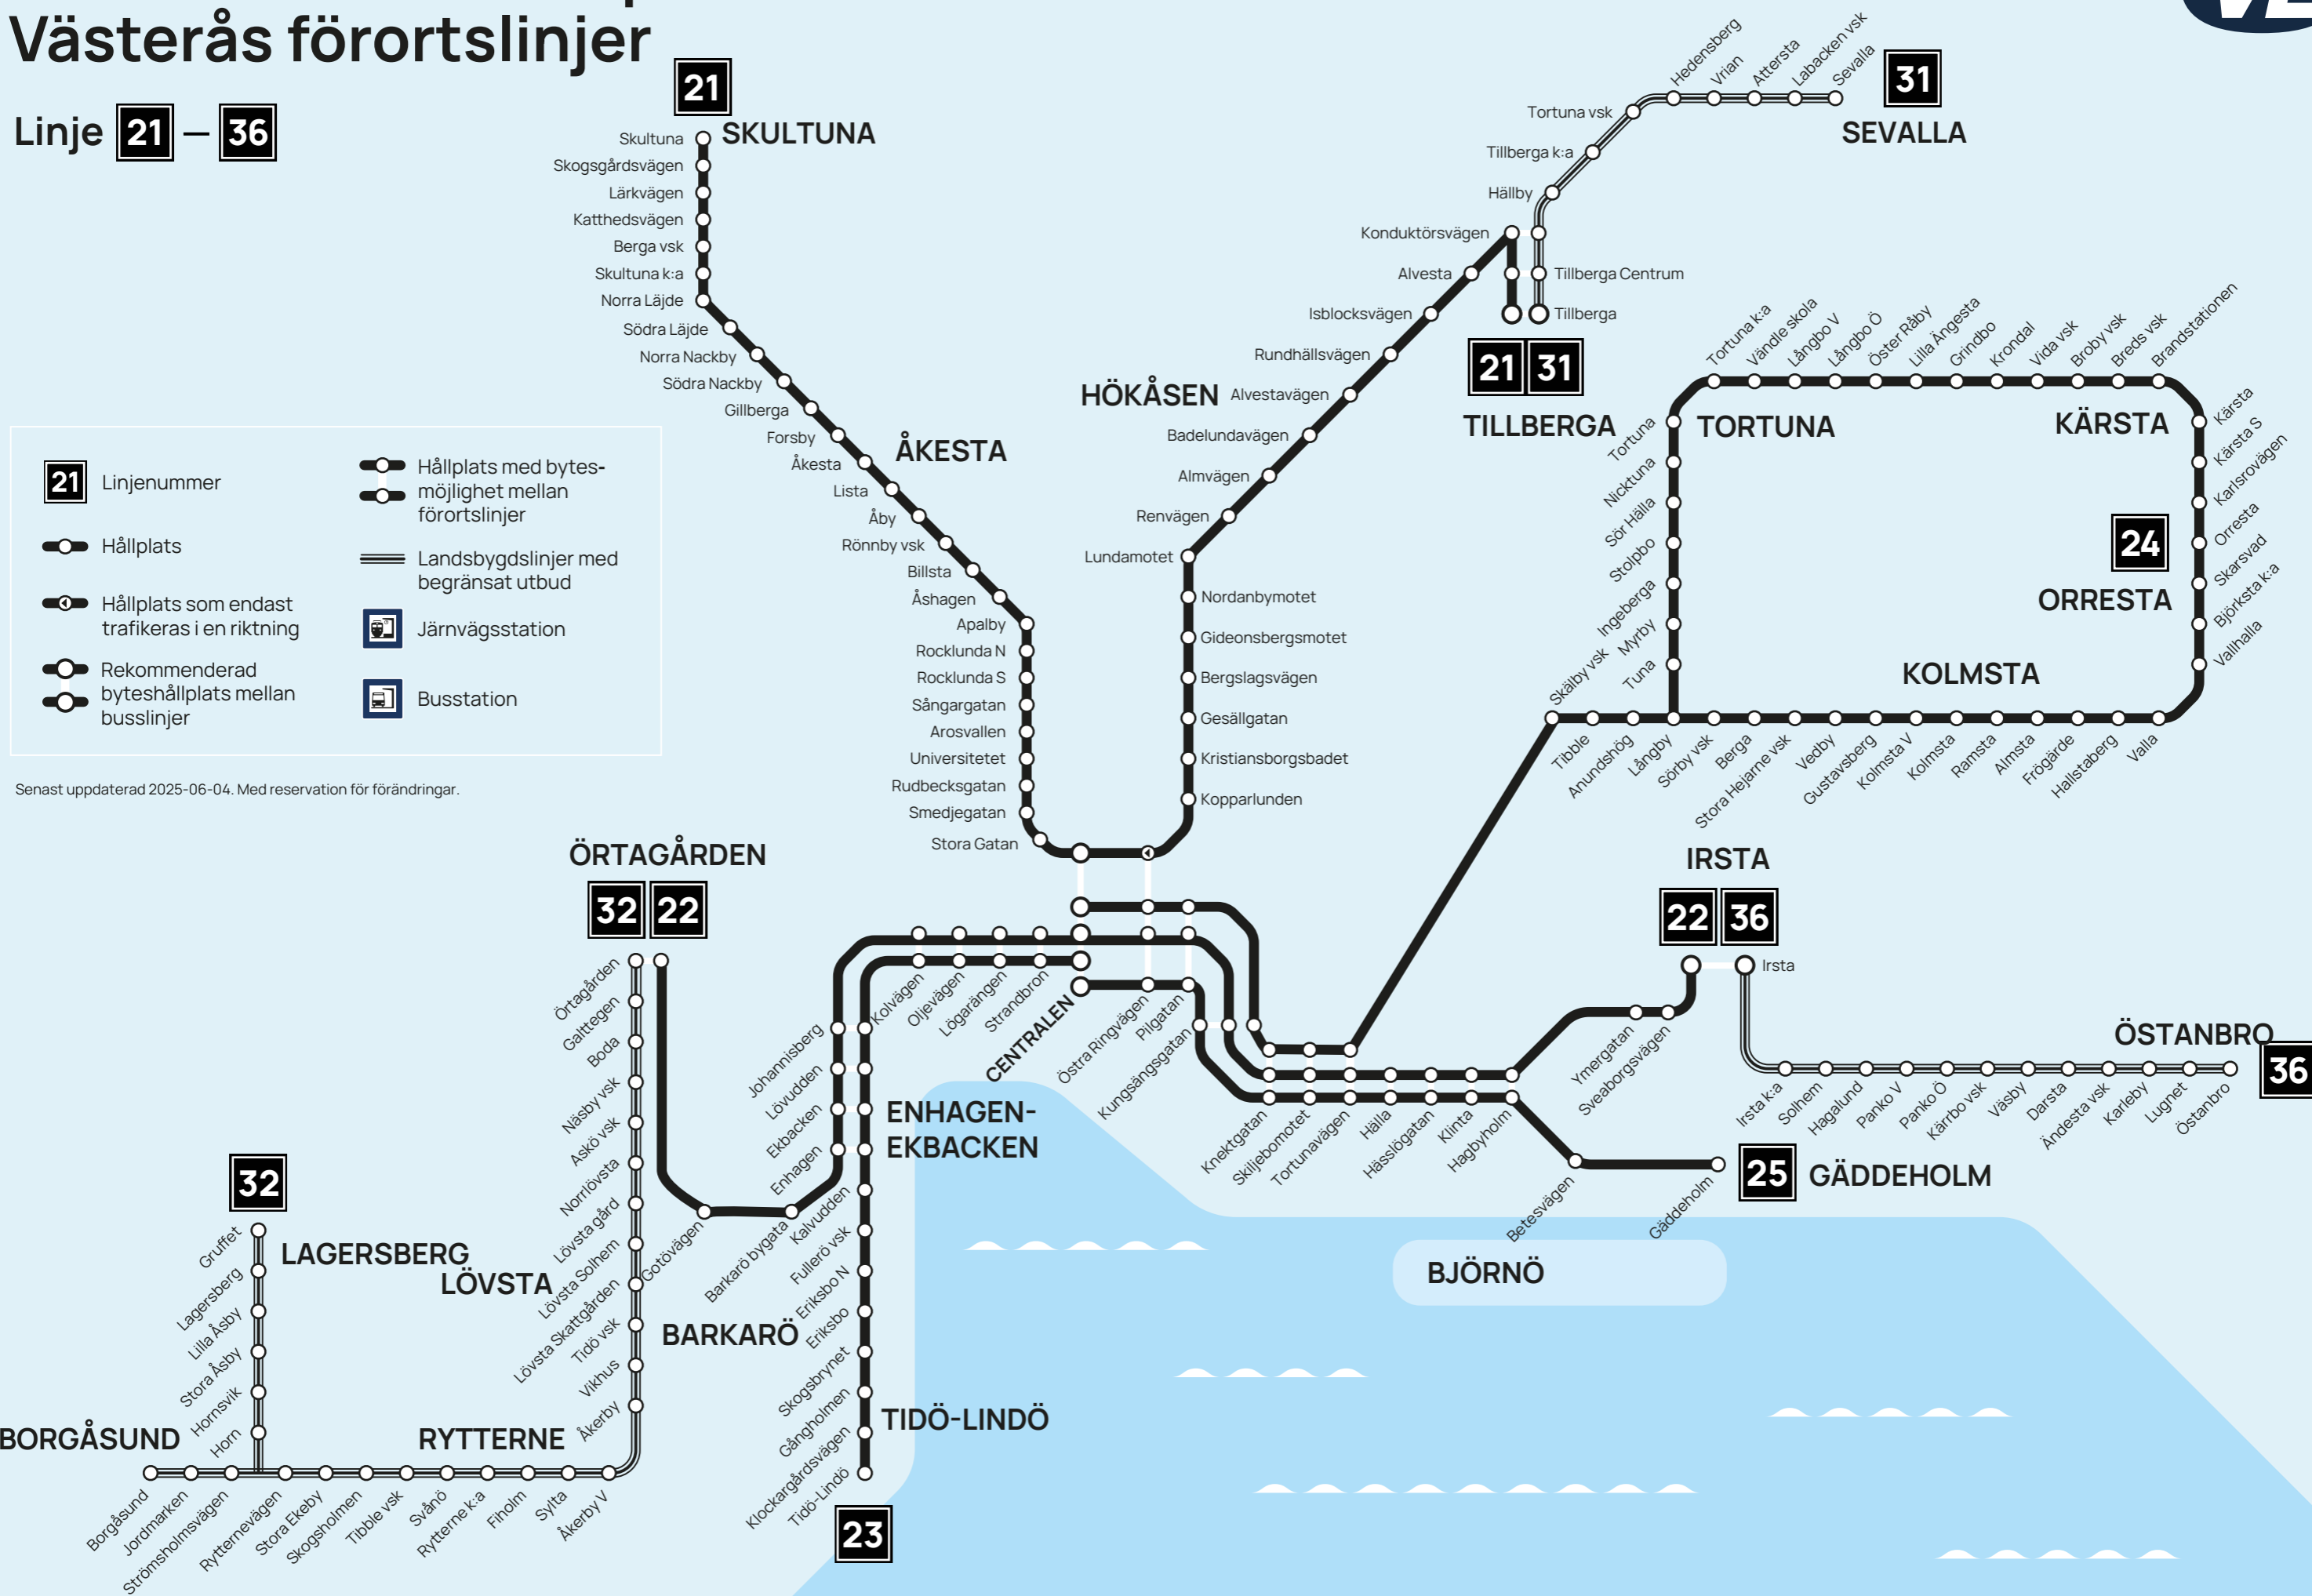 Västerås förortslinjer
Linje 21 – 36
21
SKULTUNA
Skultuna
Skogsgårdsvägen
Lärkvägen
Katthedsvägen
Berga vsk
Skultuna k:a
Norra Läjde
Södra Läjde
Norra Nackby
Södra Nackby
Gillberga
Forsby
Åkesta
ÅKESTA
Lista
Åby
Rönnby vsk
Billsta
Åshagen
Apalby
Rocklunda N
Rocklunda S
Sångargatan
Arosvallen
Universitetet
Rudbecksgatan
Smedjegatan
Stora Gatan
21
Linjenummer
Hållplats
Hållplats som endast
trafikeras i en riktning
Rekommenderad
byteshållplats mellan
busslinjer
Hållplats med bytes-
möjlighet mellan
förortslinjer
Landsbygdslinjer med
begränsat utbud
Järnvägsstation
Busstation
Senast uppdaterad 2025-06-04. Med reservation för förändringar.
31
SEVALLA
Sevalla
Labacken vsk
Attersta
Vrian
Hedensberg
Tortuna vsk
Tillberga k:a
Hällby
Konduktörsvägen
Tillberga Centrum
Tillberga
21 31
TILLBERGA
Alvesta
Isblocksvägen
Rundhällsvägen
HÖKÅSEN
Alvestavägen
Badelundavägen
Almvägen
Renvägen
Lundamotet
Nordanbymotet
Gideonsbergsmotet
Bergslagsvägen
Gesällgatan
Kristiansborgsbadet
Kopparlunden
Tortuna k:a
Vändle skola
Långbo V
Långbo Ö
Öster Råby
Lilla Ängesta
Grindbo
Krondal
Vida vsk
Broby vsk
Breds vsk
Brandstationen
TORTUNA
KÄRSTA
Kärsta
Kärsta S
Karlsrovägen
Orresta
Skarsvad
Björksta k:a
Vallhalla
24
ORRESTA
KOLMSTA
Tortuna
Nicktuna
Sör Hälla
Stolpbo
Ingeberga
Myrby
Tuna
Skälby vsk
Tibble
Anundshög
Långby
Sörby vsk
Berga
Stora Hejarne vsk
Vedby
Gustavsberg
Kolmsta V
Kolmsta
Ramsta
Almsta
Frögärde
Hallstaberg
Valla
ÖRTAGÅRDEN
32 22
Örtagården
Galttegen
Boda
Näsby vsk
Askö vsk
Norrlövsta
Lövsta gård
Lövsta Solhem
Lövsta Skattgården
Tidö vsk
Vikhus
Åkerby
LÖVSTA
BARKARÖ
Gotövägen
Barkarö bygata
32
LAGERSBERG
Gruffet
Lagersberg
Lilla Åsby
Stora Åsby
Hornsvik
Horn
BORGÅSUND
RYTTERNE
Borgåsund
Jordmarken
Strömsholmsvägen
Ryttternevägen
Stora Ekeby
Skogsholmen
Tibble vsk
Svånö
Rytterne k:a
Fiholm
Sylta
Åkerby V
Johannisberg
Lövudden
Ekbacken
Enhagen
ENHAGEN-
EKBACKEN
Kalvudden
Fullerö vsk
Eriksbo N
Eriksbo
Skogsbrynet
Gångholmen
Klockargårdsvägen
Tidö-Lindö
TIDÖ-LINDÖ
23
Kolvägen
Oljevägen
Lögarängen
Strandbron
CENTRALEN
Östra Ringvägen
Pilgatan
Kungsängsgatan
Knektgatan
Skiljebomotet
Tortunavägen
Hälla
Hässlögatan
Klinta
Hagbyholm
Ymergatan
Sveaborgsvägen
IRSTA
22 36
Irsta
Irsta k:a
Solhem
Hagalund
Panko V
Panko Ö
Kärrbo vsk
Väsby
Darsta
Ändesta vsk
Karleby
Lugnet
Östanbro
ÖSTANBRO
36
Betesvägen
Gäddeholm
25
GÄDDEHOLM
BJÖRNÖ